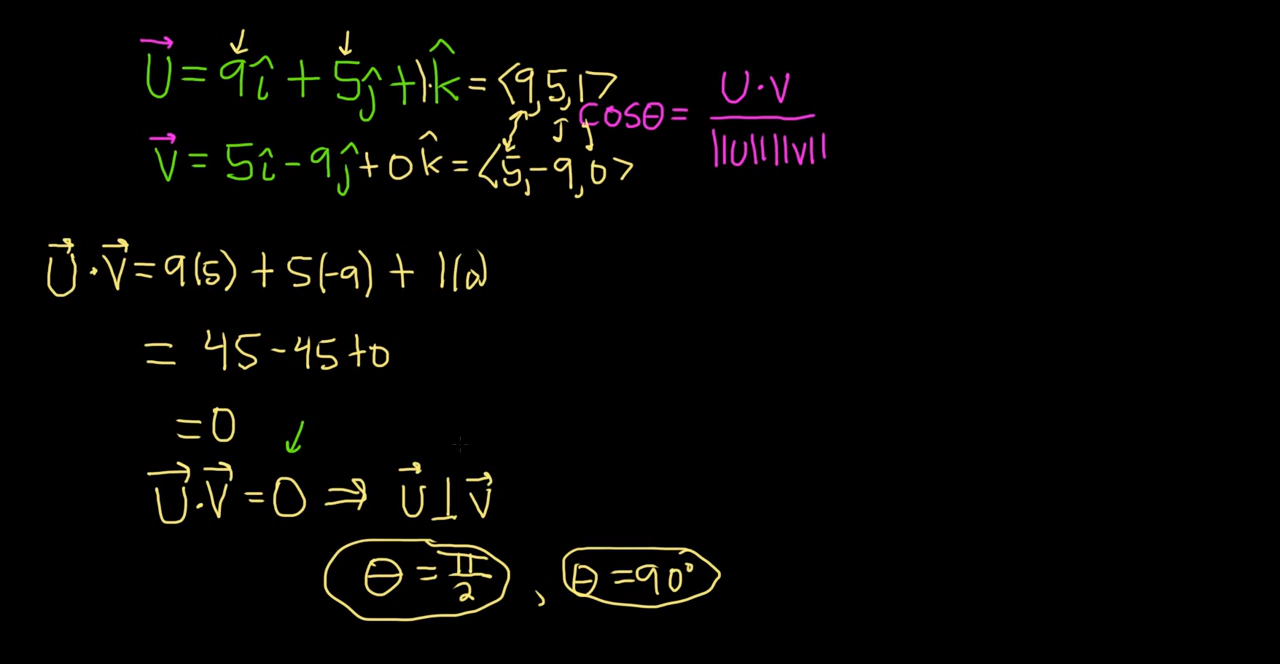 U⃗ = 9î + 5ĵ + 1·k̂ = ⟨9, 5, 1⟩
cosθ = U·V / ||U|| ||V||
V⃗ = 5î - 9ĵ + 0k̂ = ⟨5, -9, 0⟩
U⃗·V⃗ = 9(5) + 5(-9) + 1(0)
= 45 - 45 + 0
= 0
U⃗·V⃗ = 0 ⇒ U⃗ ⊥ V⃗
θ = π/2, θ = 90°